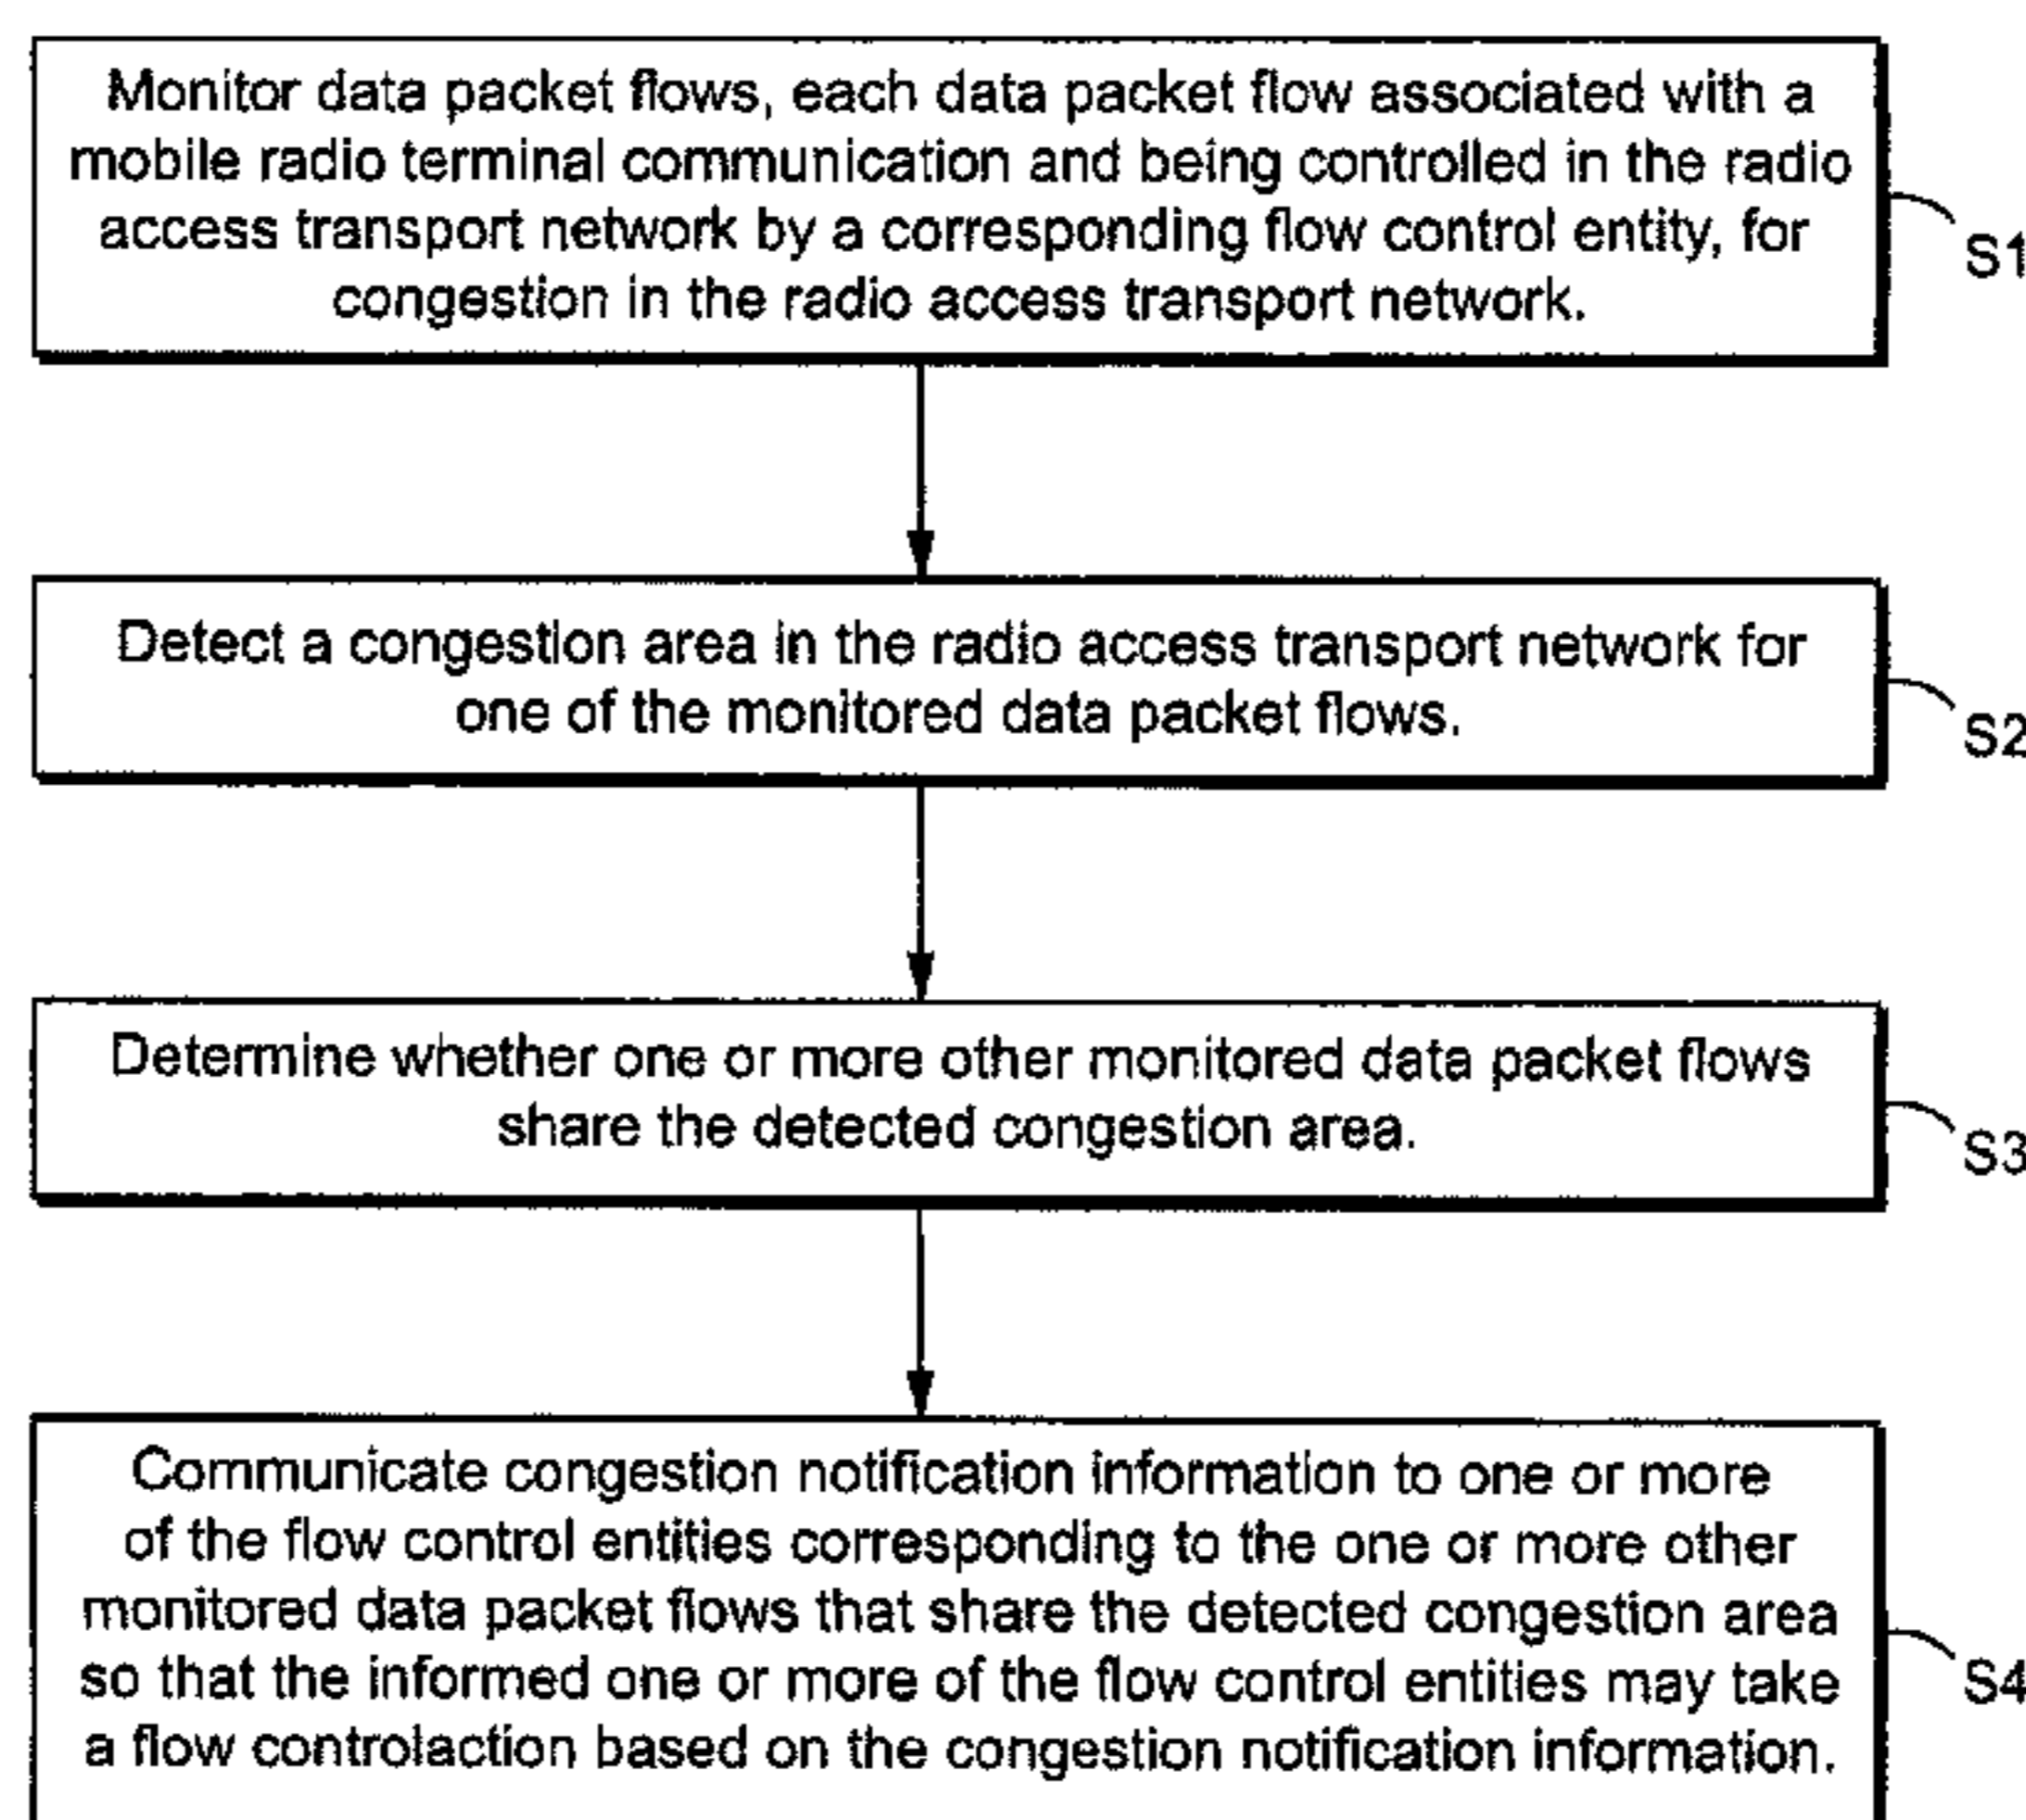 Monitor data packet flows, each data packet flow associated with a
mobile radio terminal communication and being controlled in the radio
access transport network by a corresponding flow control entity, for
congestion in the radio access transport network.
S1
Detect a congestion area in the radio access transport network for
one of the monitored data packet flows.
S2
Determine whether one or more other monitored data packet flows
share the detected congestion area.
S3
Communicate congestion notification information to one or more
of the flow control entities corresponding to the one or more other
monitored data packet flows that share the detected congestion area
so that the informed one or more of the flow control entities may take
a flow controlaction based on the congestion notification information.
S4